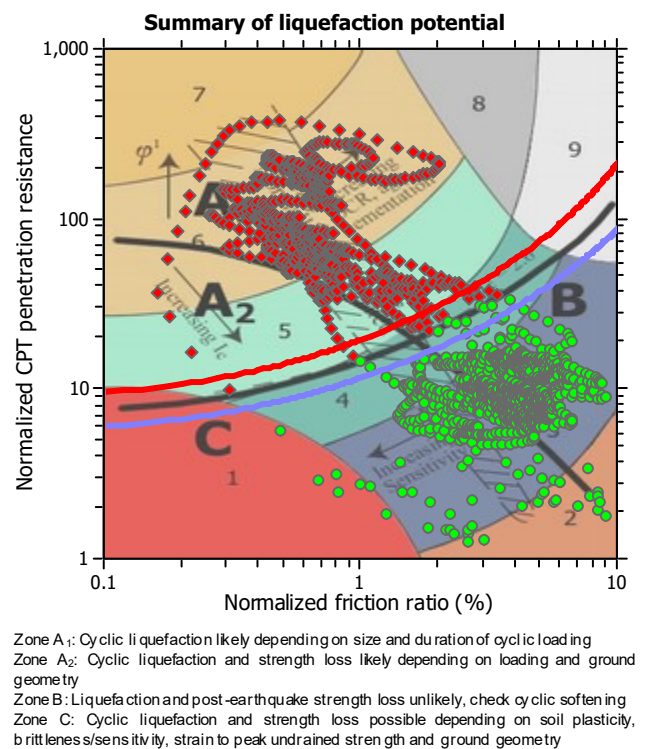 Summary of liquefaction potential
1,000
100
10
1
Normalized CPT penetration resistance
7
8
9
φ'
A
6
A2
5
B
4
C
1
2
Increasing Ic
Increasing
Sensitivity
0.1
1
10
Normalized friction ratio (%)
Zone A1: Cyclic liquefaction likely depending on size and duration of cyclic loading
Zone A2: Cyclic liquefaction and strength loss likely depending on loading and ground
geometry
Zone B: Liquefaction and post-earthquake strength loss unlikely, check cyclic softening
Zone C: Cyclic liquefaction and strength loss possible depending on soil plasticity,
brittleness/sensitivity, strain to peak undrained strength and ground geometry